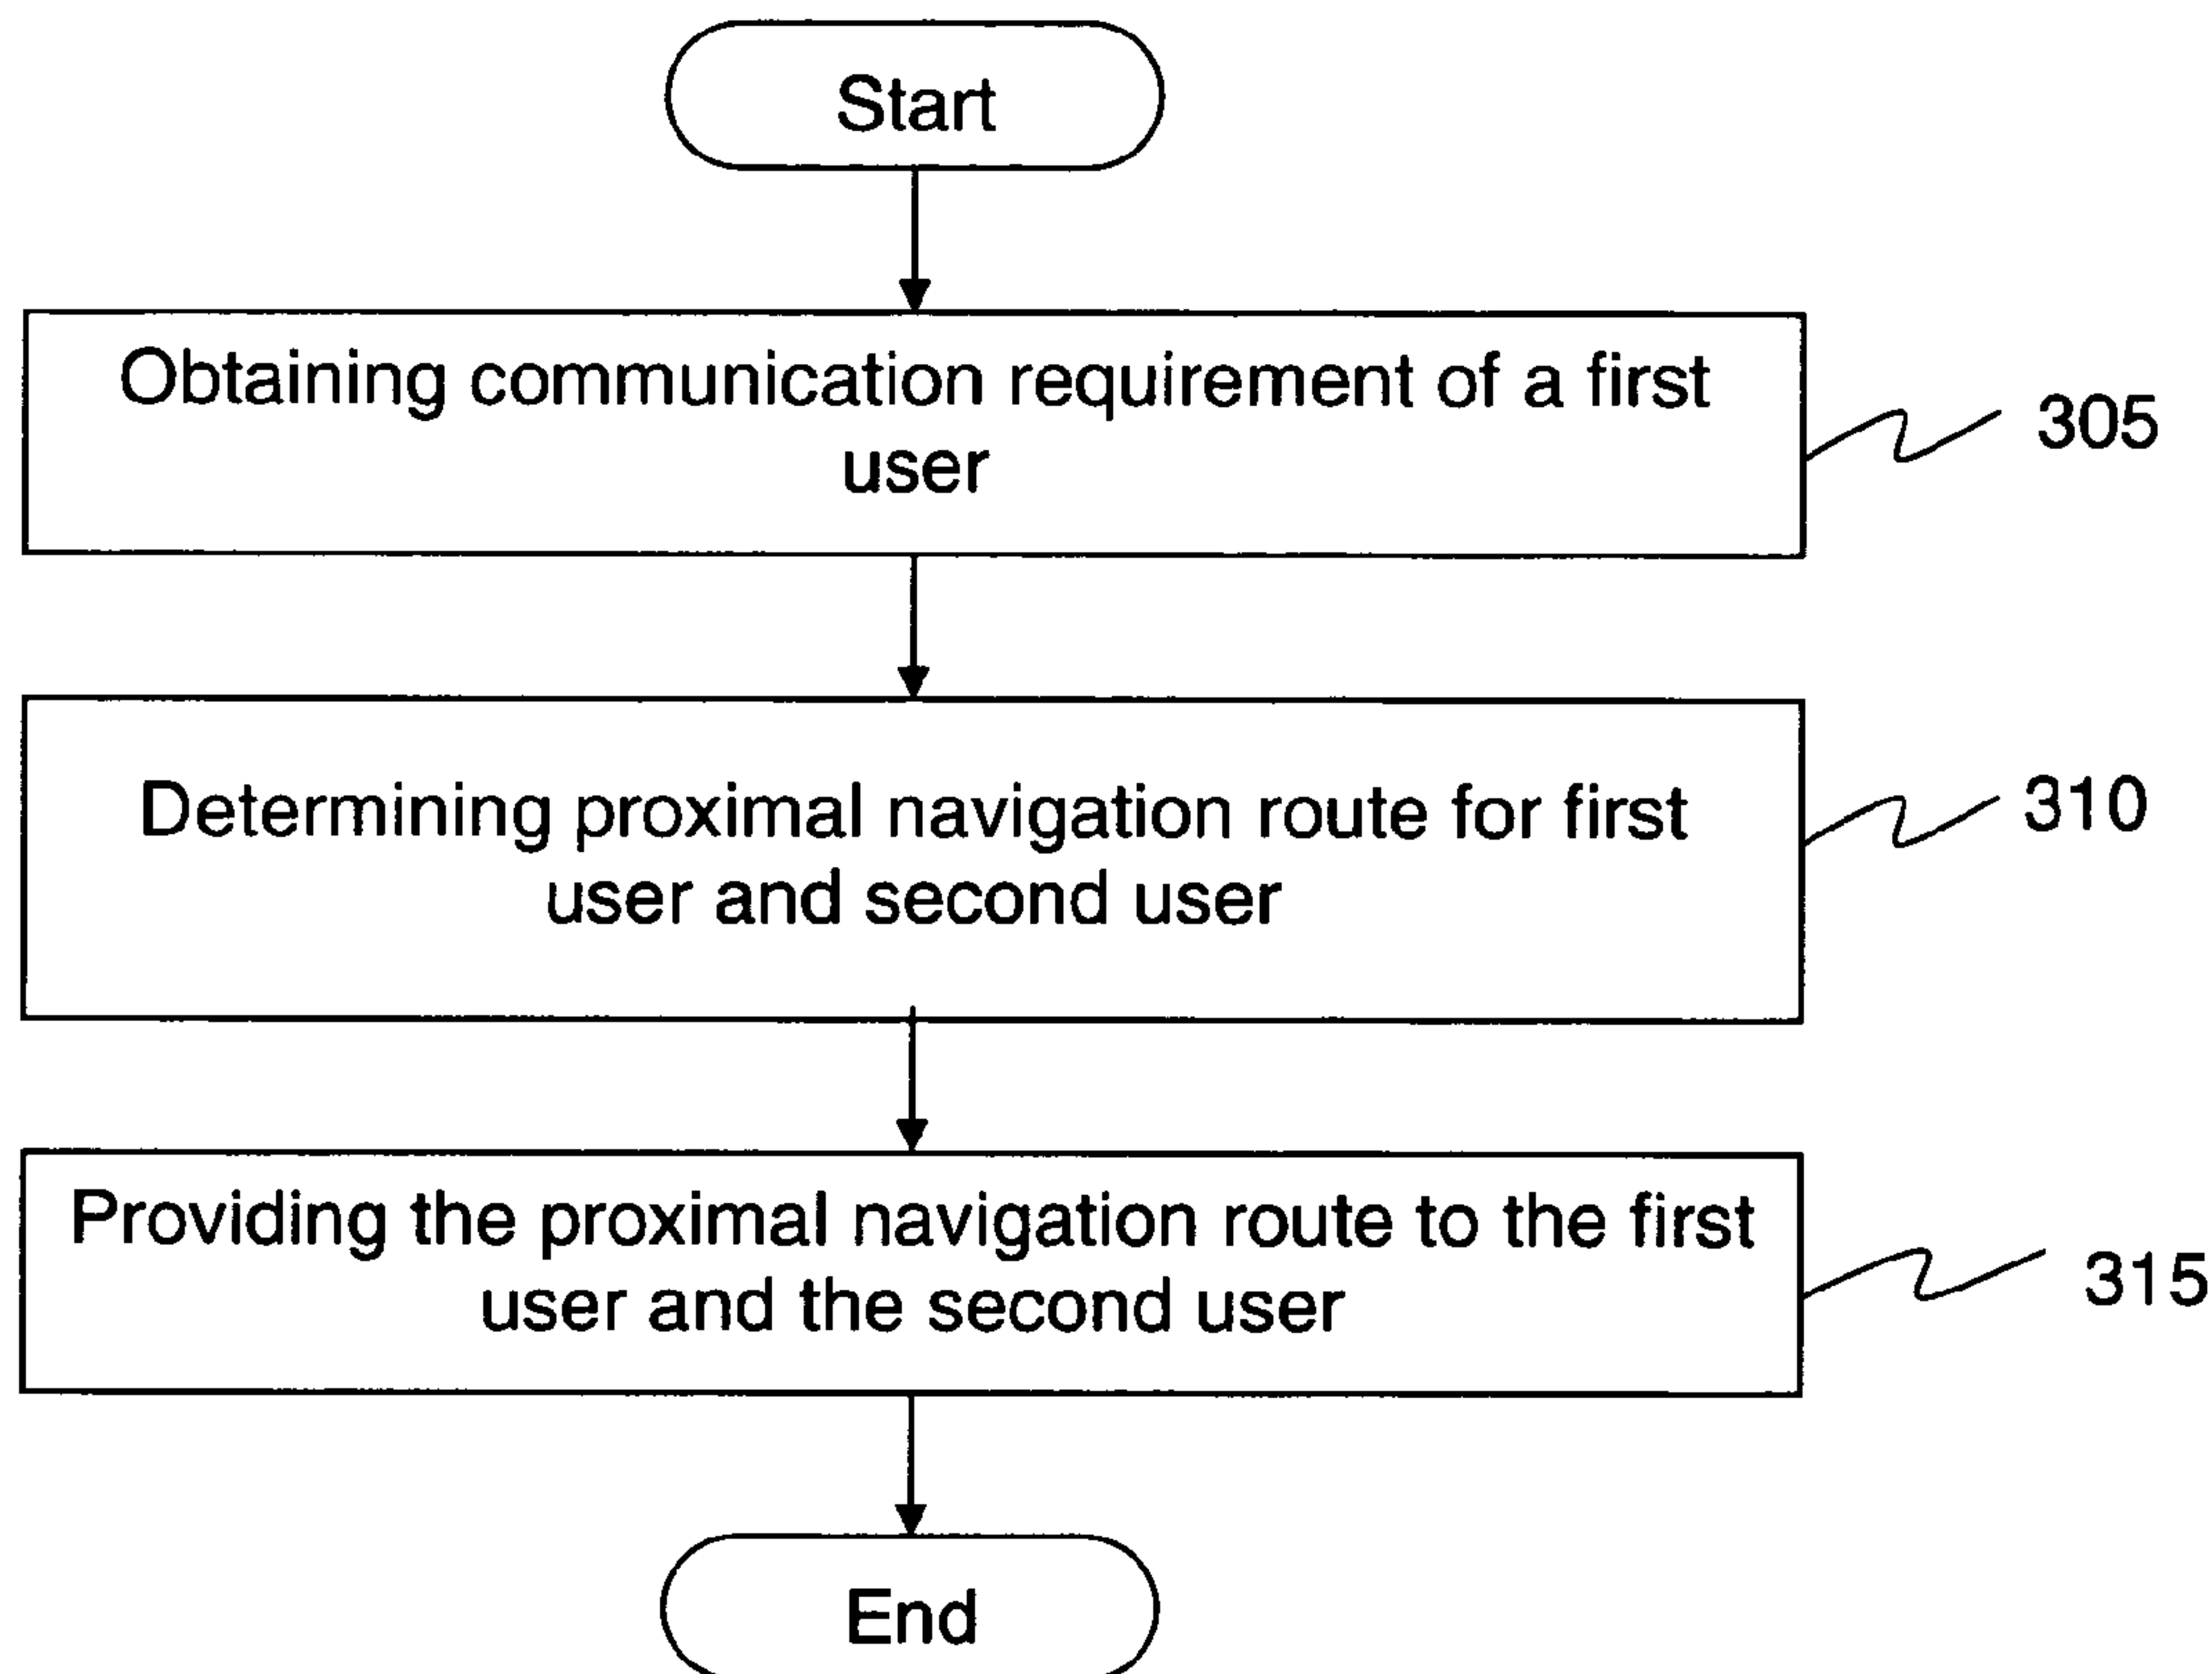 Start
Obtaining communication requirement of a first
user
305
Determining proximal navigation route for first
user and second user
310
Providing the proximal navigation route to the first
user and the second user
315
End